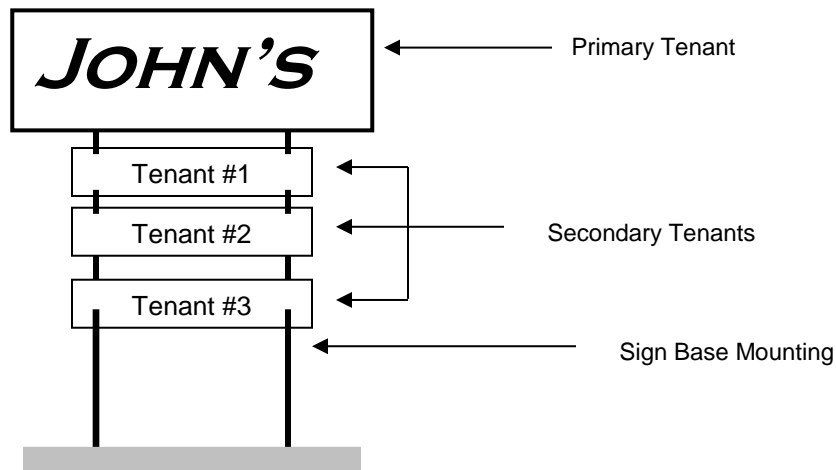 JOHN'S
Primary Tenant
Tenant #1
Tenant #2
Secondary Tenants
Tenant #3
Sign Base Mounting